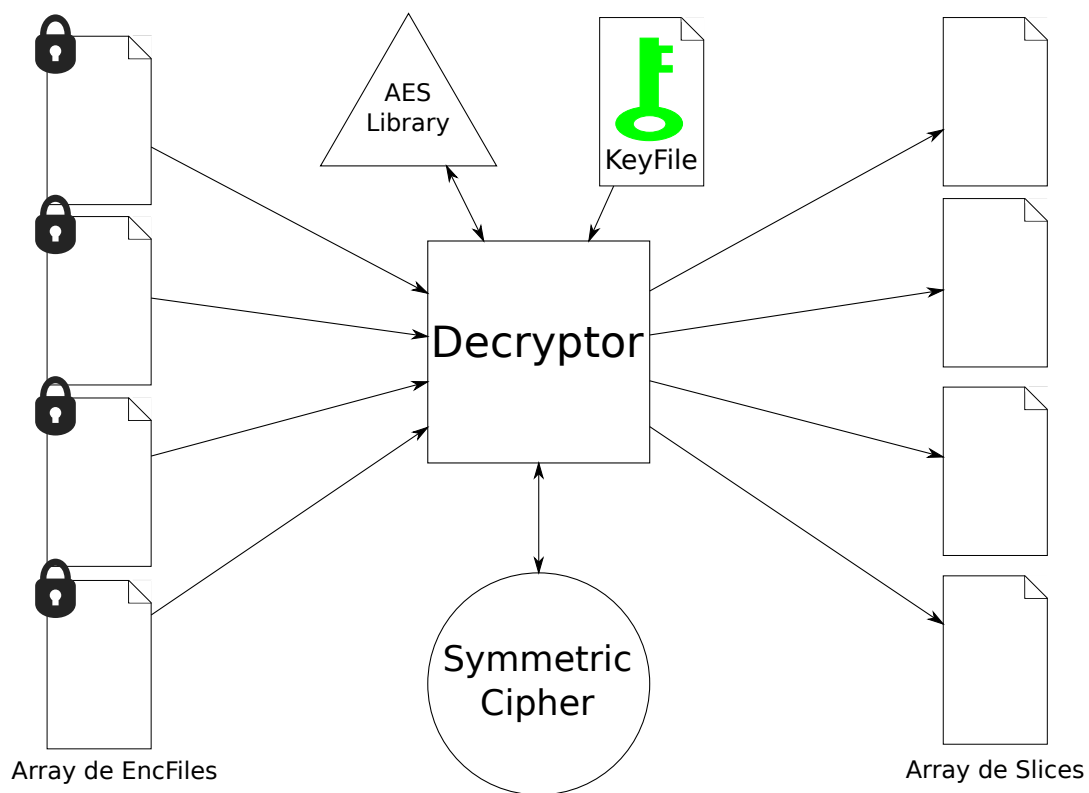 AES
Library
KeyFile
Decryptor
Symmetric
Cipher
Array de EncFiles
Array de Slices